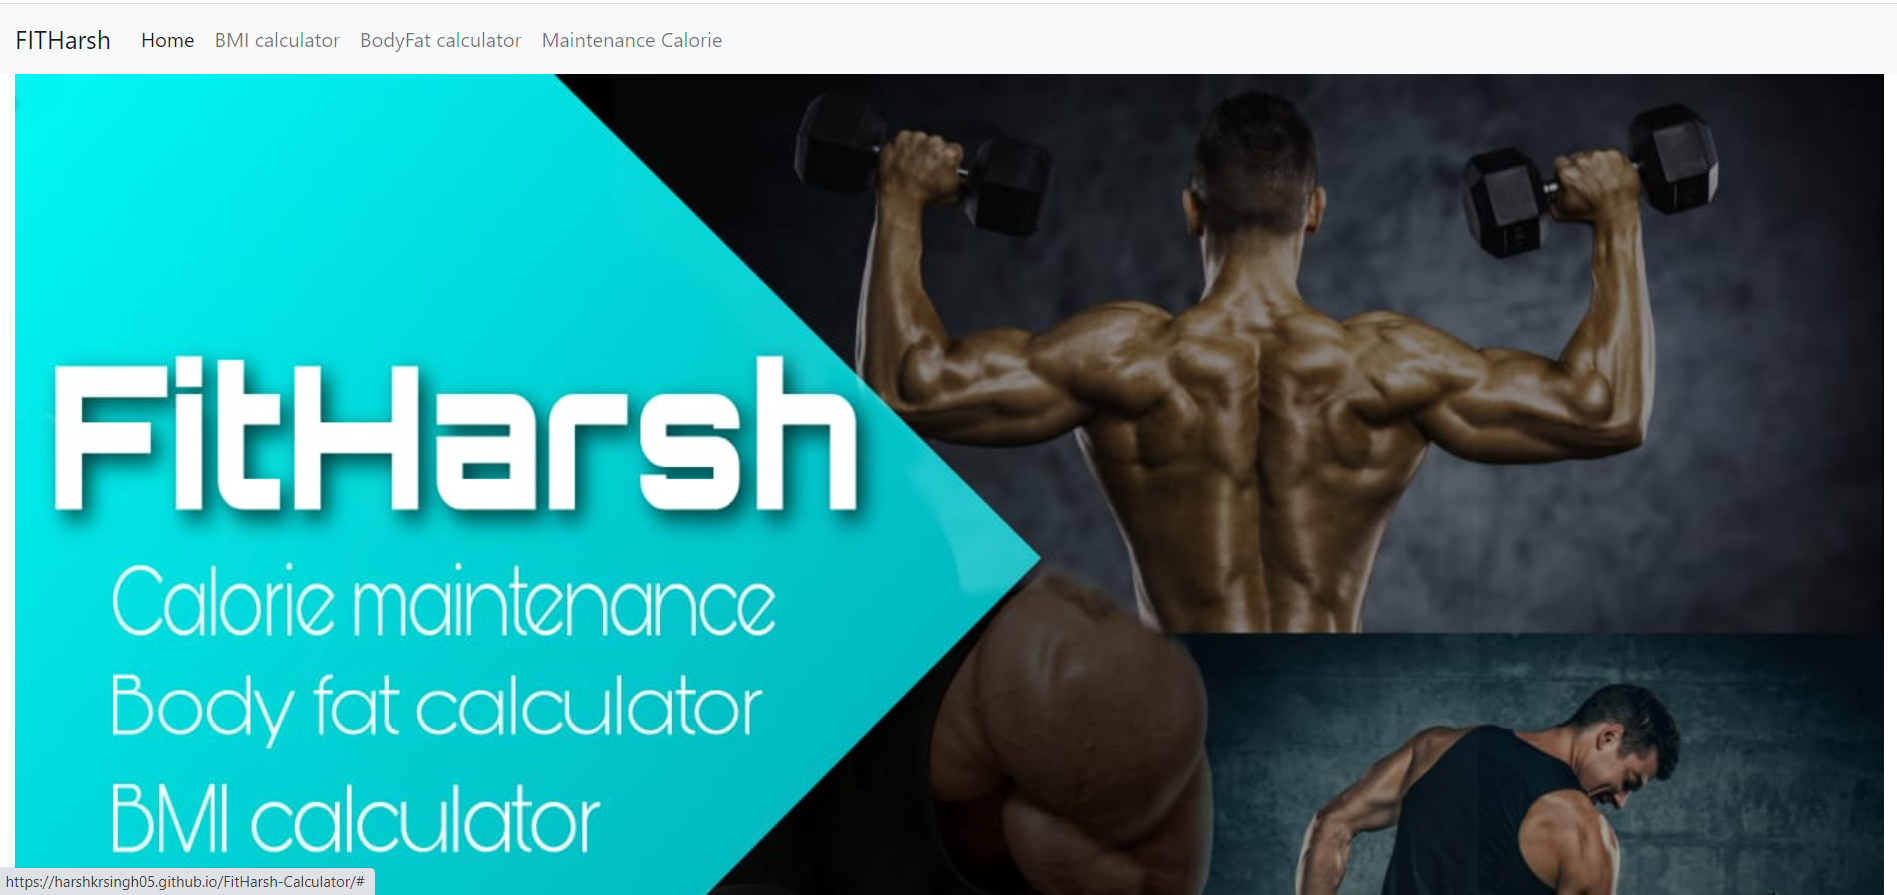 FITHarsh Home BMI calculator BodyFat calculator Maintenance Calorie
FitHarsh
Calorie maintenance
Body fat calculator
BMI calculator
https://harshkrsingh05.github.io/FitHarsh-Calculator/#